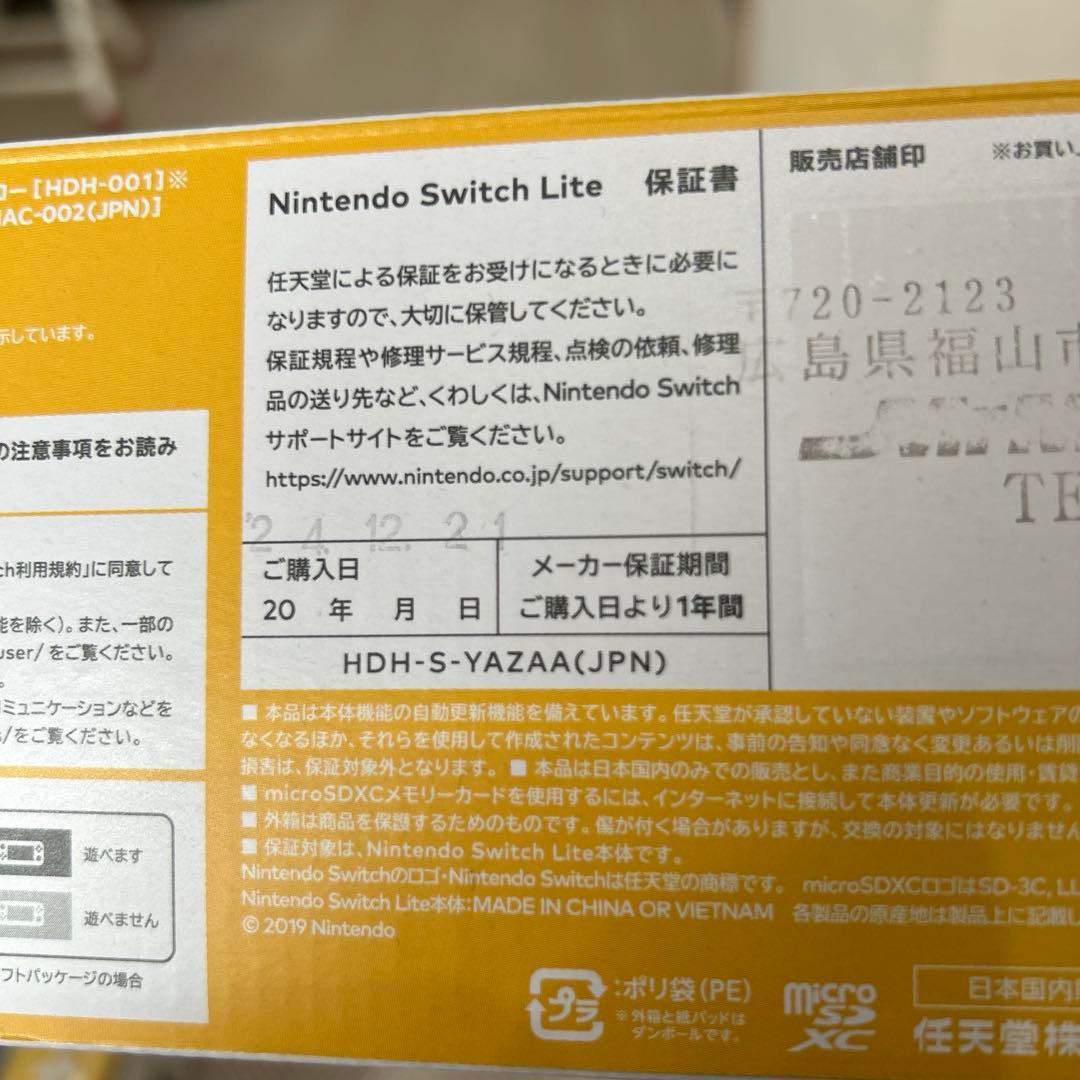 ロー[HDH-001]※
HAC-002(JPN)]
示しています。
の注意事項をお読み
ch利用規約」に同意して
能を除く)。また、一部の
user/ をご覧ください。
。
コミュニケーションなどを
s/をご覧ください。
遊べます
遊べません
フトパッケージの場合
Nintendo Switch Lite 保証書
任天堂による保証をお受けになるときに必要に
なりますので、大切に保管してください。
保証規程や修理サービス規程、点検の依頼、修理
品の送り先など、くわしくは、Nintendo Switch
サポートサイトをご覧ください。
https://www.nintendo.co.jp/support/switch/
'24.12.21
ご購入日
20 年 月 日
メーカー保証期間
ご購入日より1年間
HDH-S-YAZAA(JPN)
販売店舗印 ※お買い
〒720-2123
広島県福山市
TE
■ 本品は本体機能の自動更新機能を備えています。任天堂が承認していない装置やソフトウェアの
なくなるほか、それらを使用して作成されたコンテンツは、事前の告知や同意なく変更あるいは削
損害は、保証対象外となります。 ■ 本品は日本国内のみでの販売とし、また商業目的の使用・賃貸
■ microSDXCメモリーカードを使用するには、インターネットに接続して本体更新が必要です。
■ 外箱は商品を保護するためのものです。傷が付く場合がありますが、交換の対象にはなりません
■ 保証対象は、Nintendo Switch Lite本体です。
Nintendo Switchのロゴ・Nintendo Switchは任天堂の商標です。 microSDXCロゴはSD-3C, LL
Nintendo Switch Lite本体:MADE IN CHINA OR VIETNAM 各製品の原産地は製品上に記載し
© 2019 Nintendo
プラ :ポリ袋(PE)
※外箱と紙パッドは
ダンボールです。
micro SD XC
日本国内
任天堂株